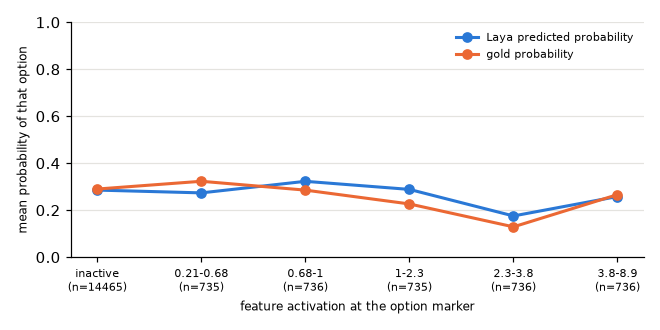 1.0
0.8
0.6
0.4
0.2
0.0
mean probability of that option
Laya predicted probability
gold probability
inactive
(n=14465)
0.21-0.68
(n=735)
0.68-1
(n=736)
1-2.3
(n=735)
2.3-3.8
(n=736)
3.8-8.9
(n=736)
feature activation at the option marker